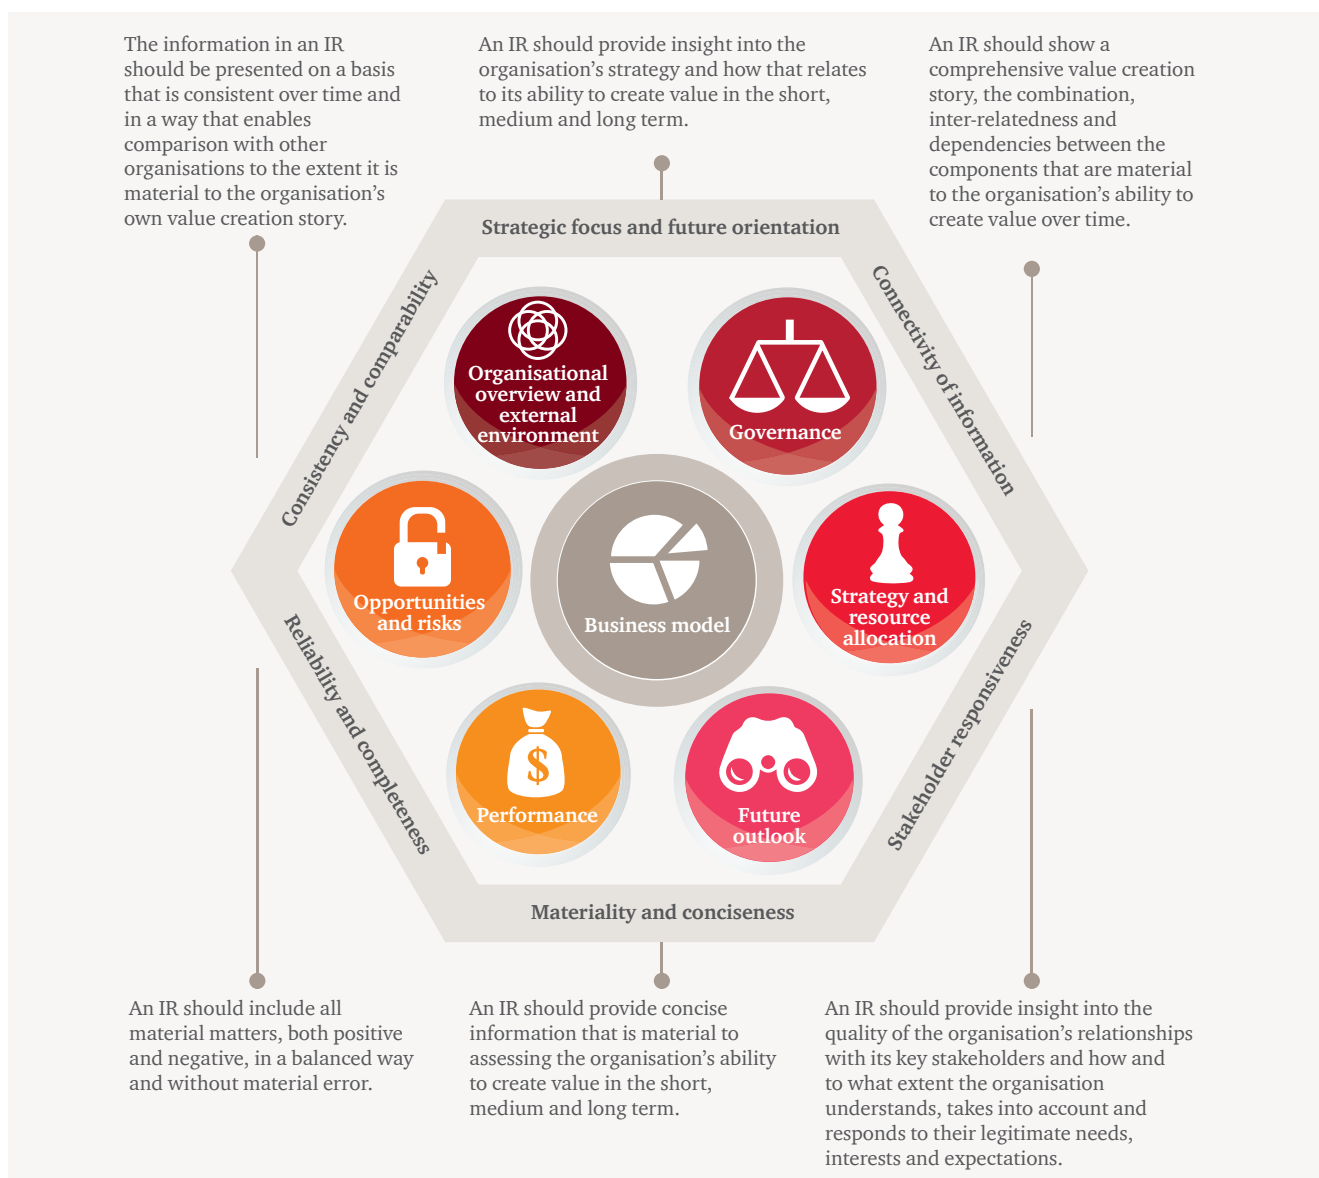 The information in an IR
should be presented on a basis
that is consistent over time and
in a way that enables
comparison with other
organisations to the extent it is
material to the organisation’s
own value creation story.
An IR should provide insight into the
organisation’s strategy and how that relates
to its ability to create value in the short,
medium and long term.
An IR should show a
comprehensive value creation
story, the combination,
inter-relatedness and
dependencies between the
components that are material
to the organisation’s ability to
create value over time.
Strategic focus and future orientation
Consistency and comparability
Connectivity of information
Organisational
overview and
external
environment
Governance
Opportunities
and risks
Business model
Strategy and
resource
allocation
Reliability and completeness
Stakeholder responsiveness
$
Performance
Future
outlook
Materiality and conciseness
An IR should include all
material matters, both positive
and negative, in a balanced way
and without material error.
An IR should provide concise
information that is material to
assessing the organisation’s ability
to create value in the short,
medium and long term.
An IR should provide insight into the
quality of the organisation’s relationships
with its key stakeholders and how and
to what extent the organisation
understands, takes into account and
responds to their legitimate needs,
interests and expectations.